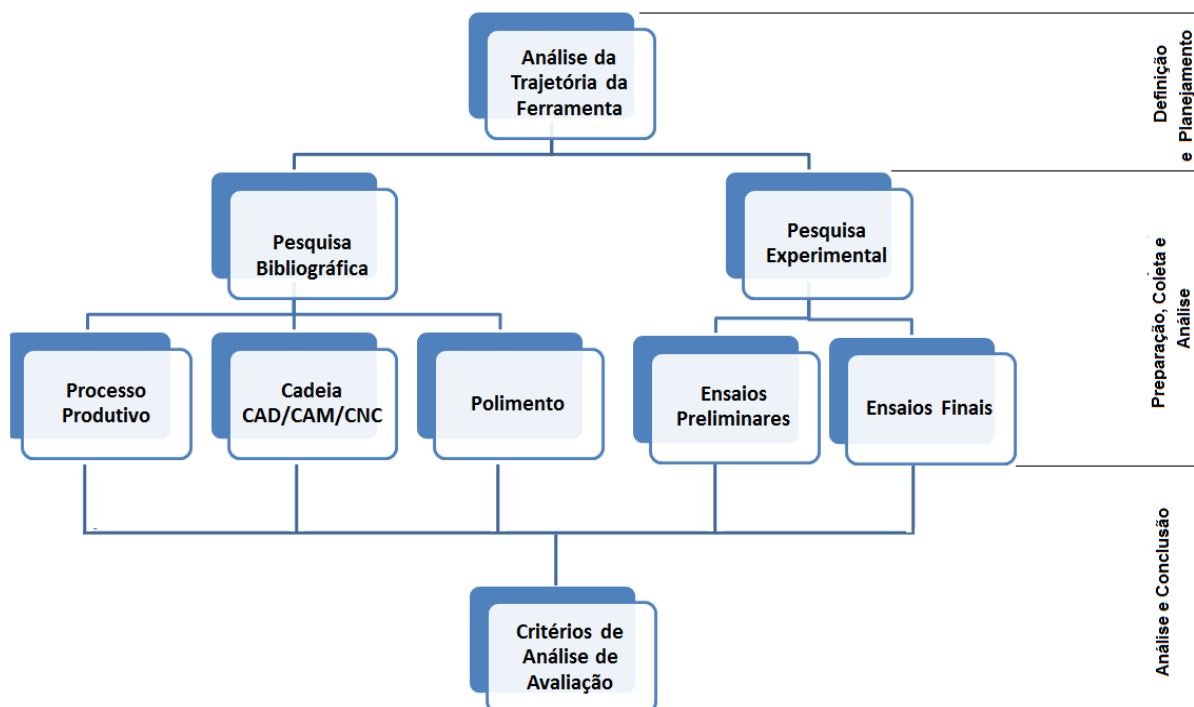 Análise da
Trajetória da
Ferramenta
Definição
e Planejamento
Pesquisa
Bibliográfica
Pesquisa
Experimental
Processo
Produtivo
Cadeia
CAD/CAM/CNC
Polimento
Ensaios
Preliminares
Ensaios Finais
Preparação, Coleta e
Análise
Critérios de
Análise de
Avaliação
Análise e Conclusão